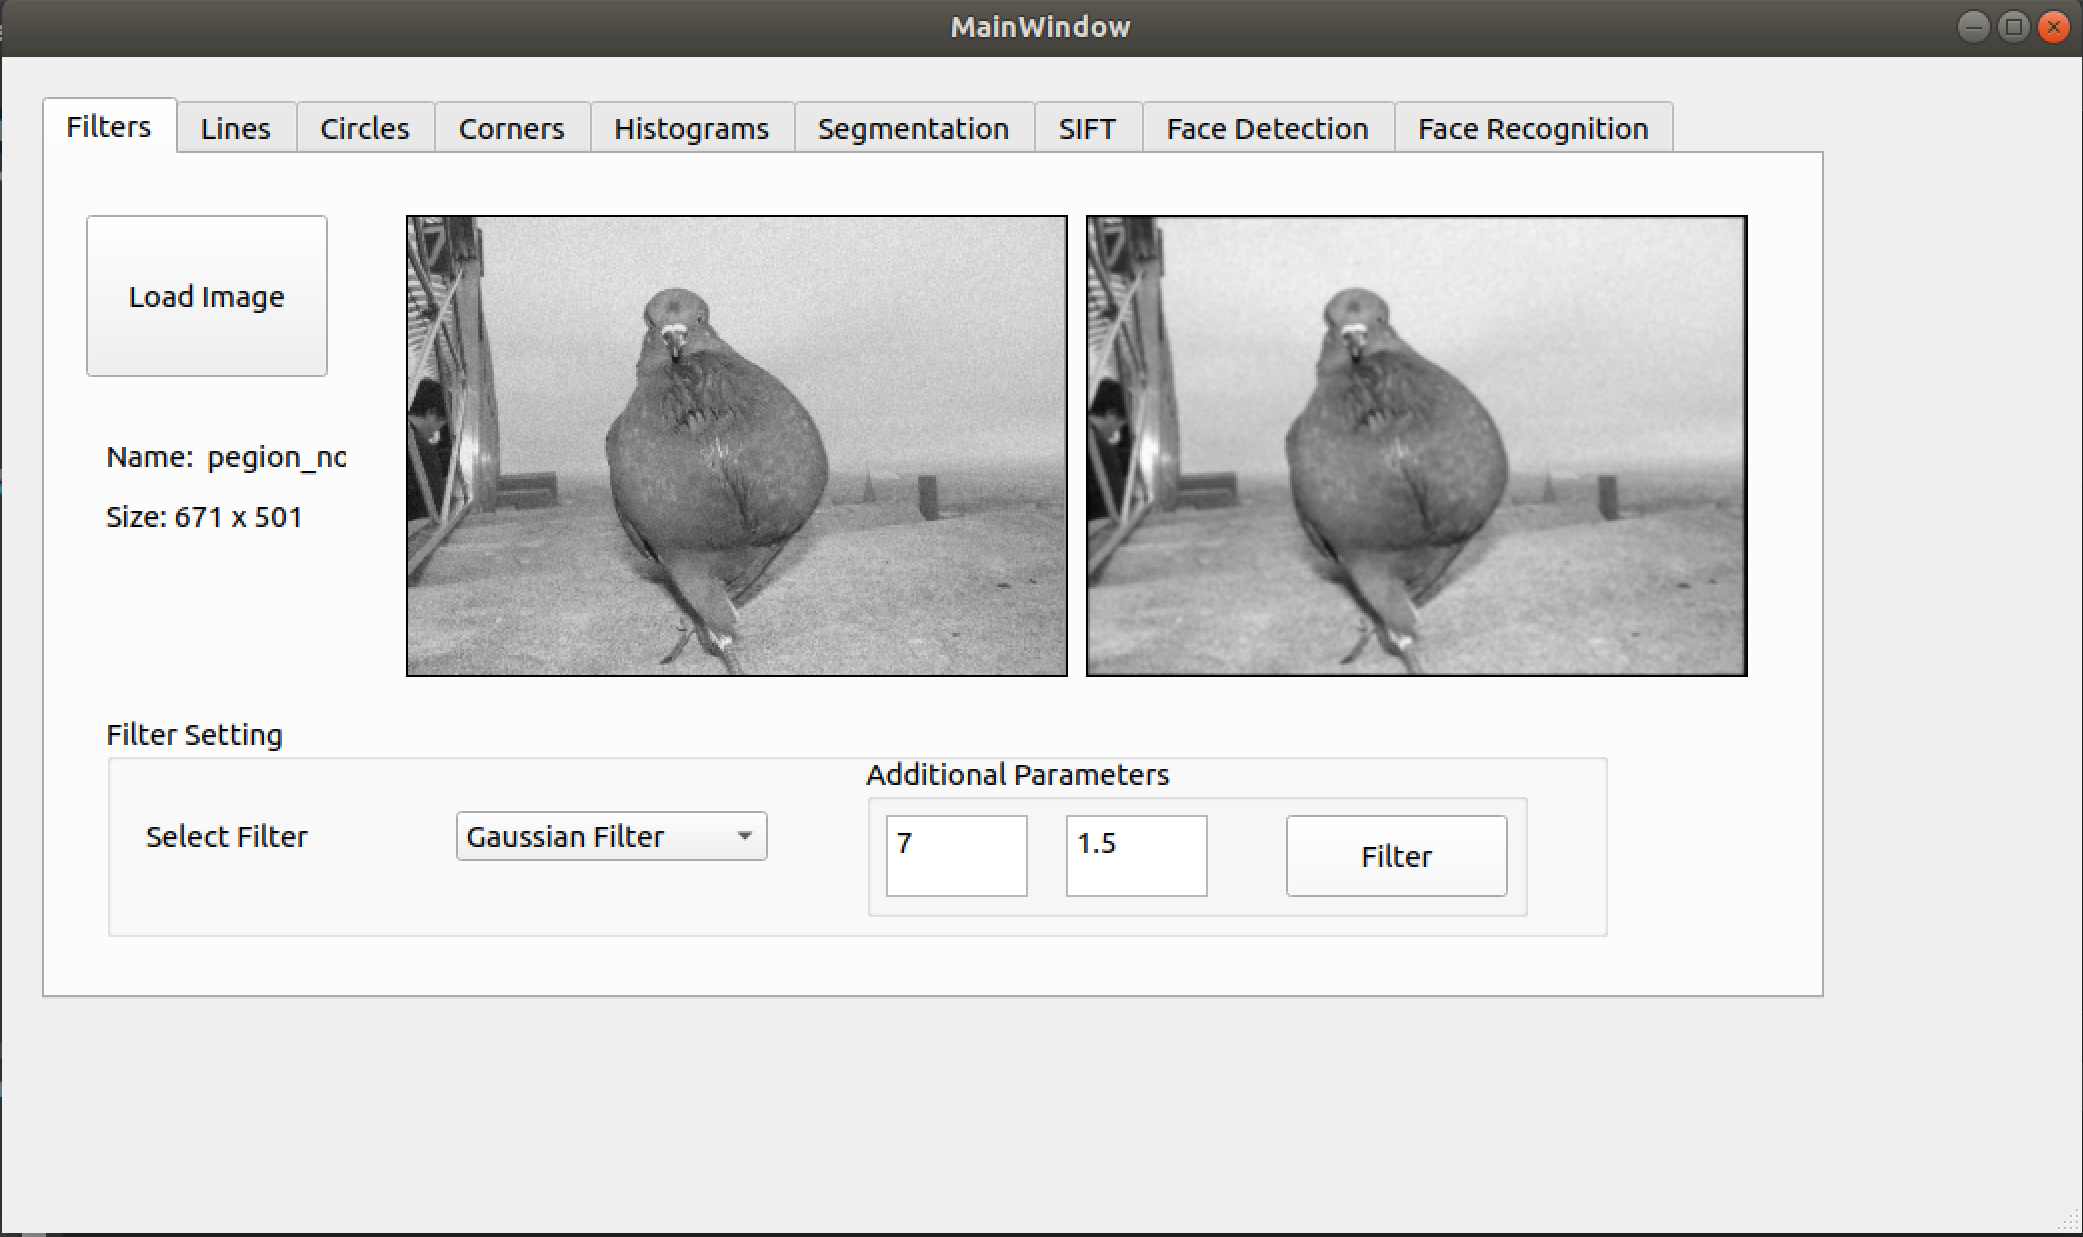 MainWindow
Filters Lines Circles Corners Histograms Segmentation SIFT Face Detection Face Recognition
Load Image
Name: pegion_no
Size: 671 x 501
Filter Setting
Additional Parameters
Select Filter Gaussian Filter 7 1.5 Filter